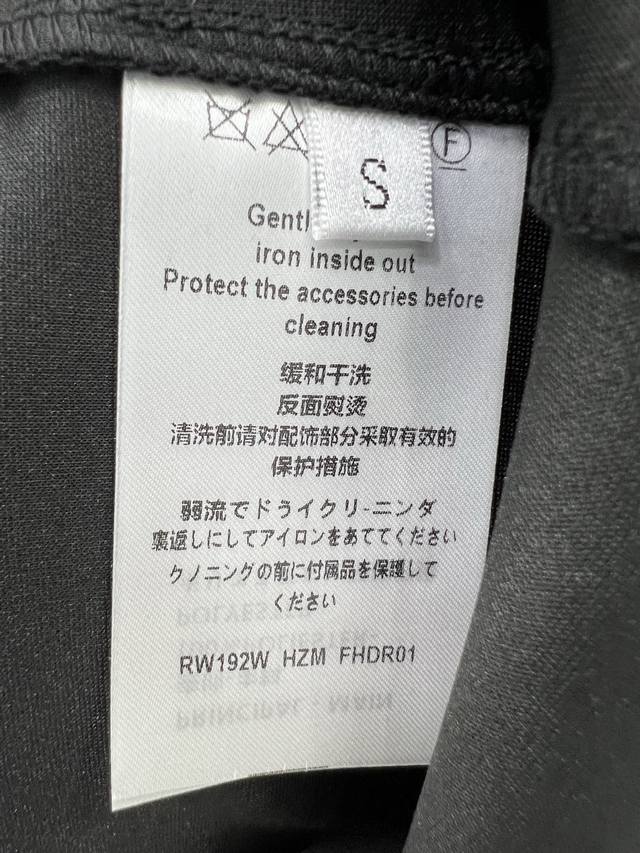 F
S
Gentl
iron inside out
Protect the accessories before
cleaning
缓和干洗
反面熨烫
清洗前请对配饰部分采取有效的
保护措施
弱流でドライクリ-ニンダ
裏返しにしてアイロンをあててください
クノニングの前に付属品を保護して
ください
RW192W HZM FHDR01